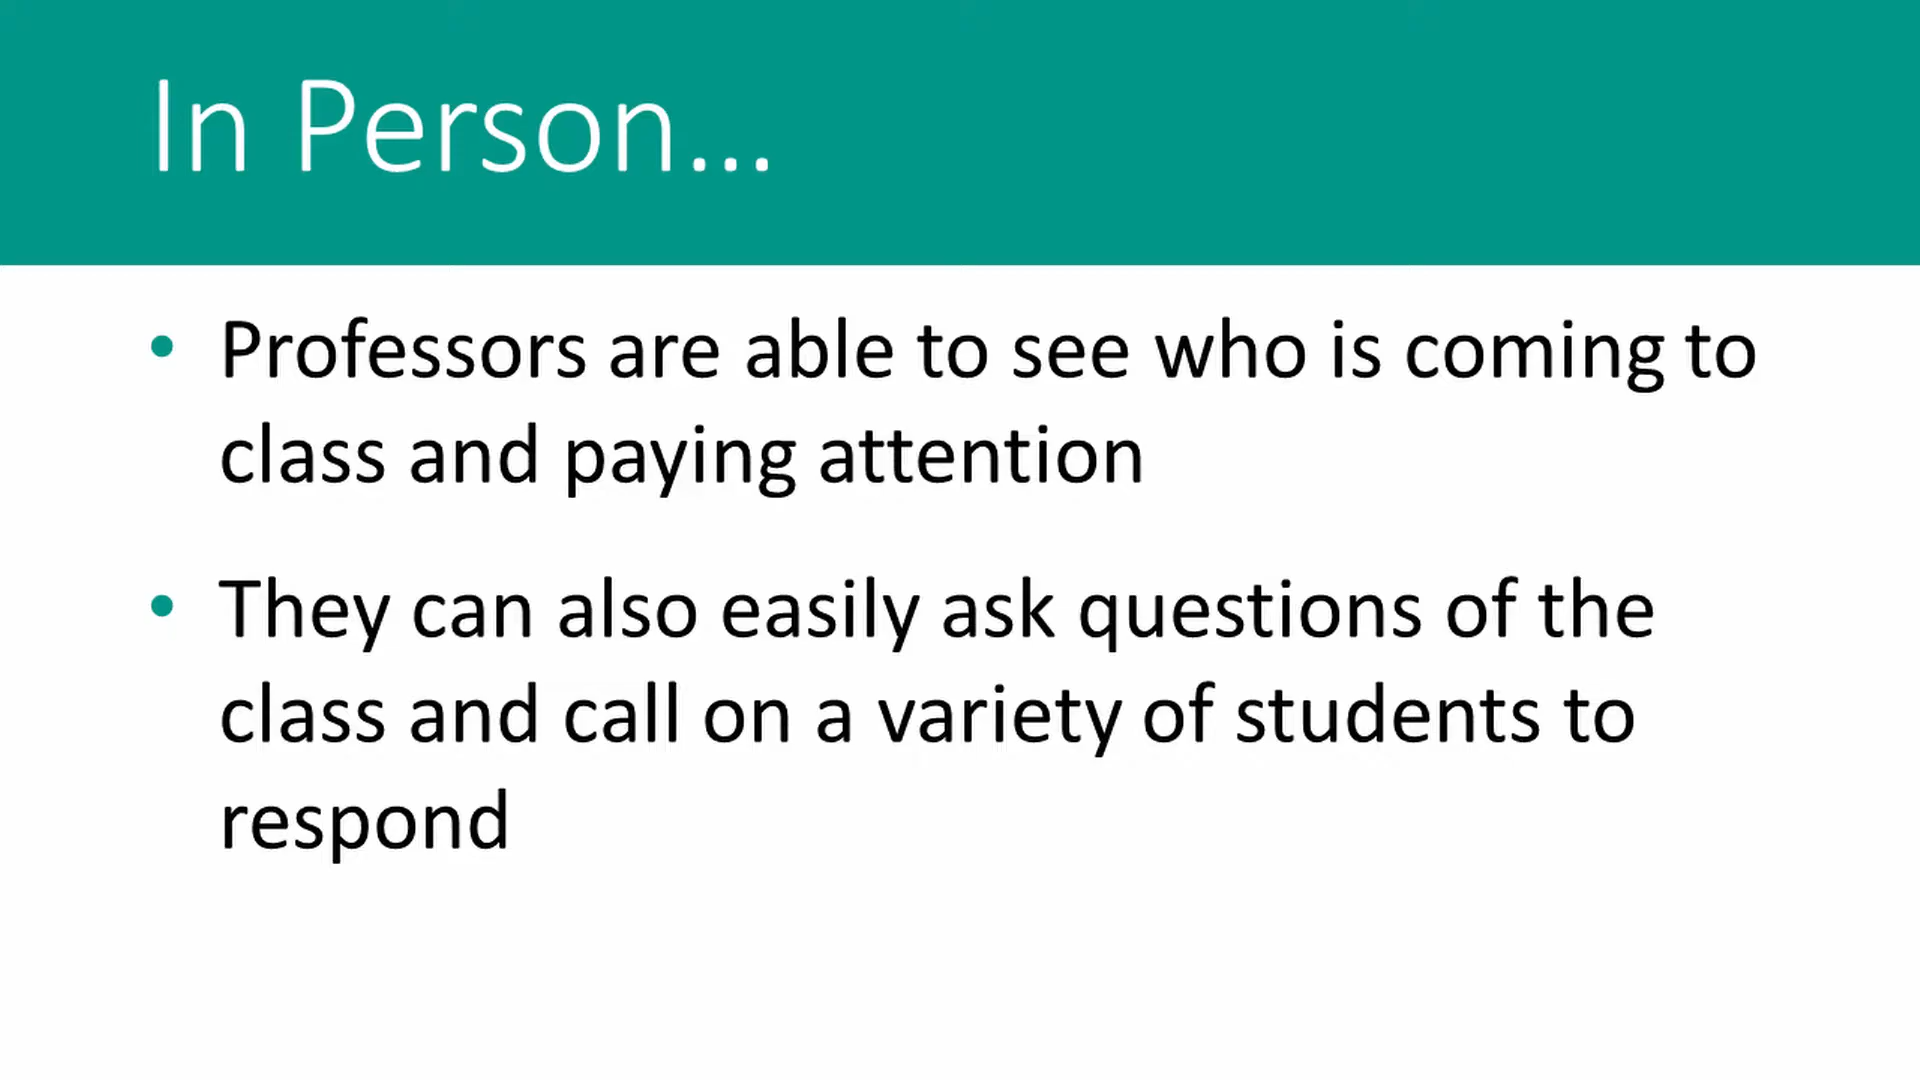 In Person...
• Professors are able to see who is coming to
class and paying attention
• They can also easily ask questions of the
class and call on a variety of students to
respond